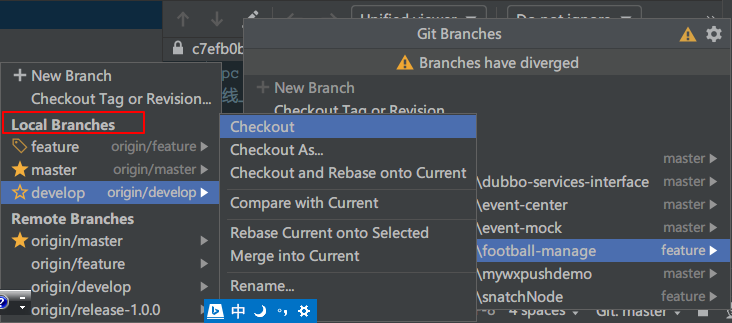 Unified viewer
Do not ignore
c7efb0b
Git Branches
Branches have diverged
New Branch
Checkout Tag or Revision
New Branch
Checkout Tag or Revision...
Local Branches
feature origin/feature
master origin/master
develop origin/develop
Remote Branches
origin/master
origin/feature
origin/develop
origin/release-1.0.0
Checkout
Checkout As...
Checkout and Rebase onto Current
Compare with Current
Rebase Current onto Selected
Merge into Current
Rename...
master
\dubbo-services-interface master
\event-center master
\event-mock master
\football-manage feature
\mywxpushdemo master
\snatchNode master
pc
线
中
4 spaces
Git: master